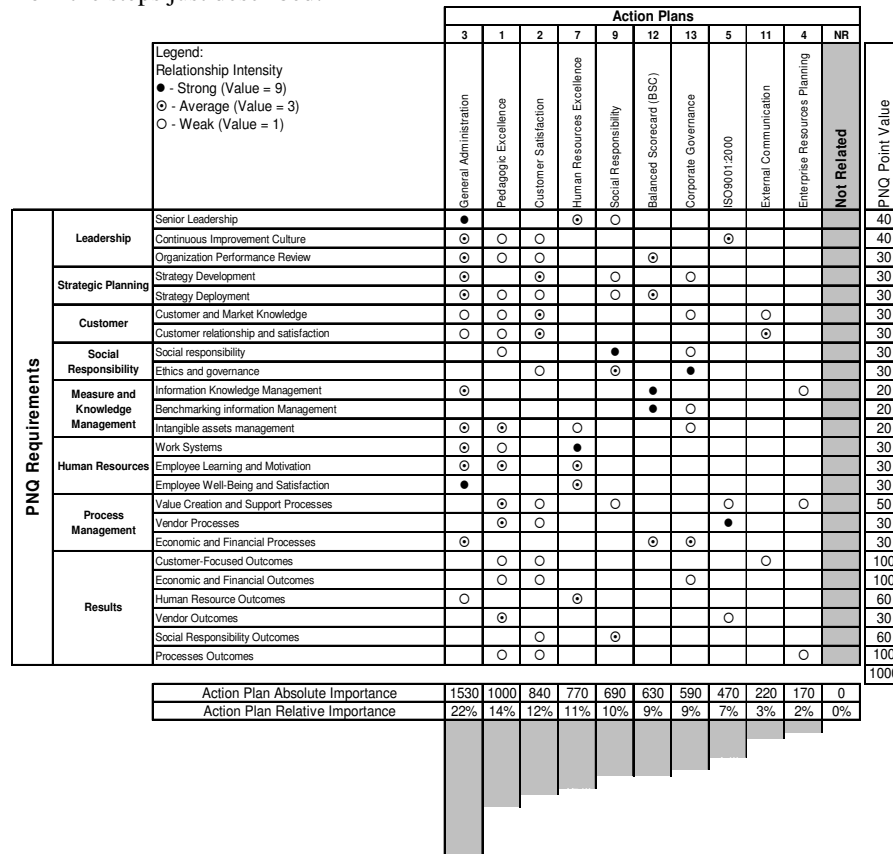 Action Plans
3 1 2 7 9 12 13 5 11 4 NR
Legend:
Relationship Intensity
● - Strong (Value = 9)
⊙ - Average (Value = 3)
O - Weak (Value = 1)
General Administration
Pedagogic Excellence
Customer Satisfaction
Human Resources Excellence
Social Responsibility
Balanced Scorecard (BSC)
Corporate Governance
ISO9001:2000
External Communication
Enterprise Resources Planning
Not Related
PNQ Point Value
PNQ Requirements
Leadership
Senior Leadership ● ⊙ O 40
Continuous Improvement Culture ⊙ O O ⊙ 40
Organization Performance Review ⊙ O O ⊙ 30
Strategic Planning
Strategy Development ⊙ ⊙ O O 30
Strategy Deployment ⊙ O O O ⊙ 30
Customer
Customer and Market Knowledge O O ⊙ O O 30
Customer relationship and satisfaction O O ⊙ ⊙ 30
Social
Responsibility
Social responsibility O ● O 30
Ethics and governance O ⊙ ● 30
Measure and
Knowledge
Management
Information Knowledge Management ⊙ ● O 20
Benchmarking information Management ● O 20
Intangible assets management ⊙ ⊙ O O 20
Human Resources
Work Systems ⊙ O ● 30
Employee Learning and Motivation ⊙ ⊙ ⊙ 30
Employee Well-Being and Satisfaction ● ⊙ 30
Process
Management
Value Creation and Support Processes ⊙ O O O O 50
Vendor Processes ⊙ O ● 30
Economic and Financial Processes ⊙ ⊙ ⊙ 30
Results
Customer-Focused Outcomes O O O 100
Economic and Financial Outcomes O O O 100
Human Resource Outcomes O ⊙ 60
Vendor Outcomes ⊙ O 30
Social Responsibility Outcomes O ⊙ 60
Processes Outcomes O O O 100
1000
Action Plan Absolute Importance 1530 1000 840 770 690 630 590 470 220 170 0
Action Plan Relative Importance 22% 14% 12% 11% 10% 9% 9% 7% 3% 2% 0%